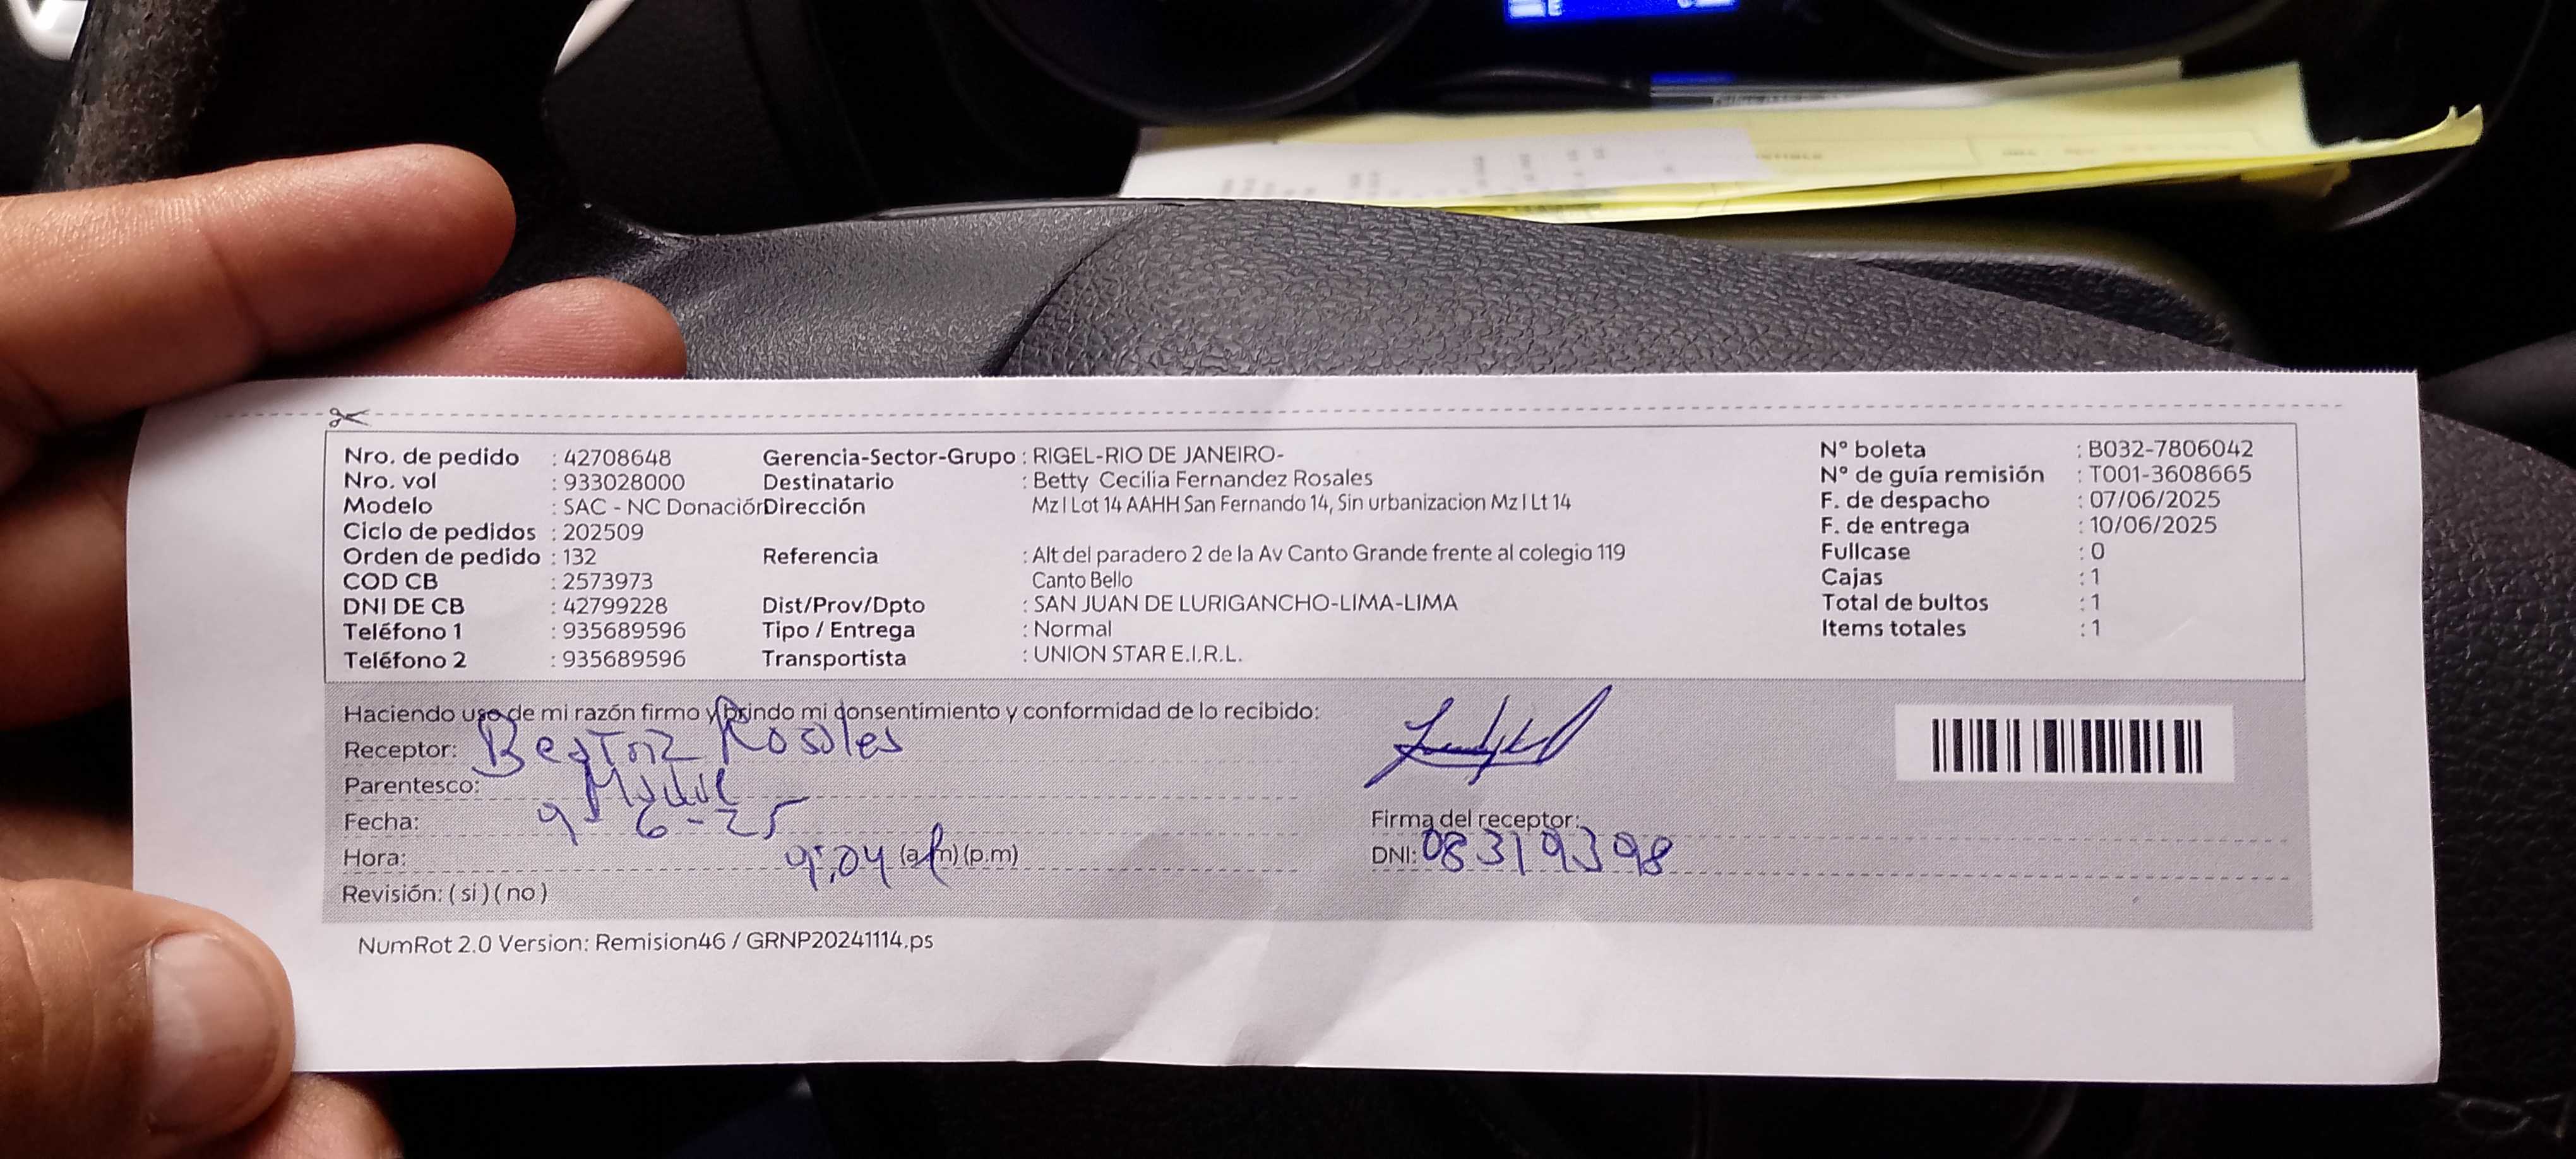 Nro. de pedido : 42708648
Nro. vol : 933028000
Modelo : SAC - NC Donación
Ciclo de pedidos : 202509
Orden de pedido : 132
COD CB : 2573973
DNI DE CB : 42799228
Teléfono 1 : 935689596
Teléfono 2 : 935689596
Gerencia-Sector-Grupo : RIGEL-RIO DE JANEIRO-
Destinatario : Betty Cecilia Fernandez Rosales
Dirección Mz I Lot 14 AAHH San Fernando 14, Sin urbanizacion Mz I Lt 14
Referencia : Alt del paradero 2 de la Av Canto Grande frente al colegio 119
Canto Bello
Dist/Prov/Dpto : SAN JUAN DE LURIGANCHO-LIMA-LIMA
Tipo / Entrega : Normal
Transportista : UNION STAR E.I.R.L.
N° boleta : B032-7806042
N° de guía remisión : T001-3608665
F. de despacho : 07/06/2025
F. de entrega : 10/06/2025
Fullcase : 0
Cajas : 1
Total de bultos : 1
Items totales : 1
Haciendo uso de mi razón firmo y brindo mi consentimiento y conformidad de lo recibido:
Receptor: Beatriz Rosales
Parentesco: Madre
Fecha: 9-6-25
Hora: 9:04 (a.m) (p.m)
Revisión: ( si ) ( no )
Firma del receptor:
DNI: 08319398
NumRot 2.0 Version: Remision46 / GRNP20241114.ps